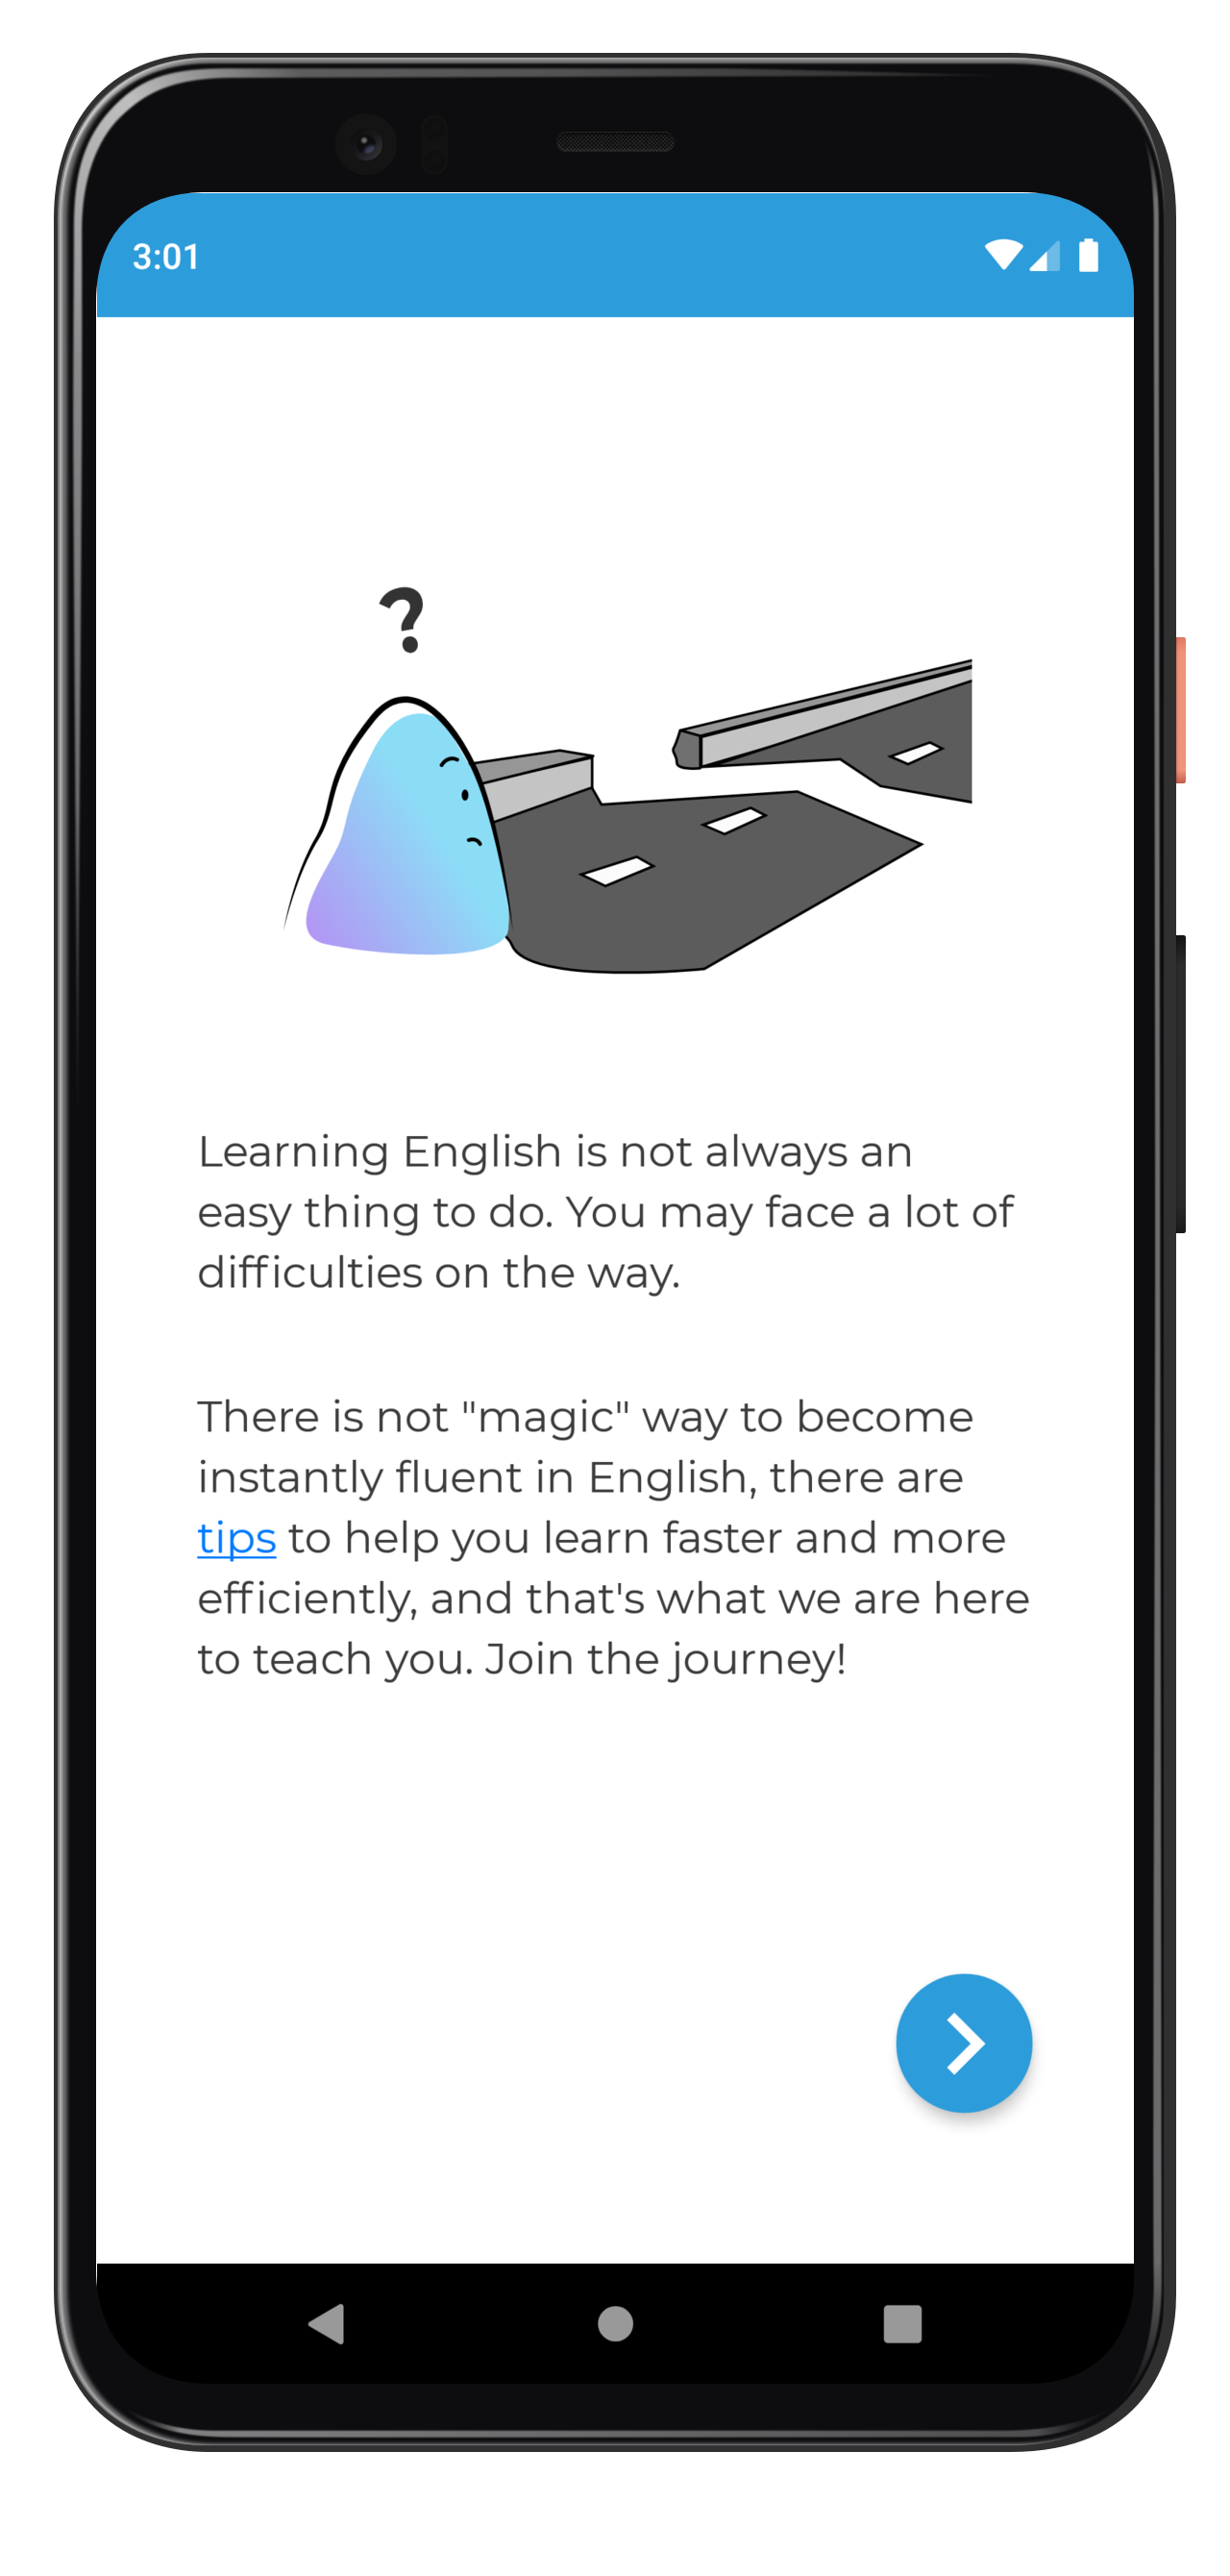 3:01
?
Learning English is not always an
easy thing to do. You may face a lot of
difficulties on the way.
There is not "magic" way to become
instantly fluent in English, there are
tips to help you learn faster and more
efficiently, and that's what we are here
to teach you. Join the journey!